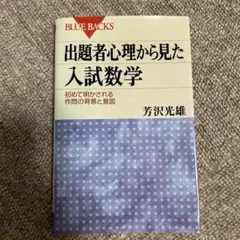 BLUE BACKS
出題者心理から見た
入試数学
初めて明かされる
作問の背景と意図
芳沢光雄